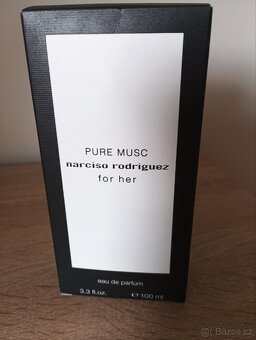 PURE MUSC
narciso rodriguez
for her
eau de parfum
3.3 fl.oz. e 100 ml
© Bazos.cz